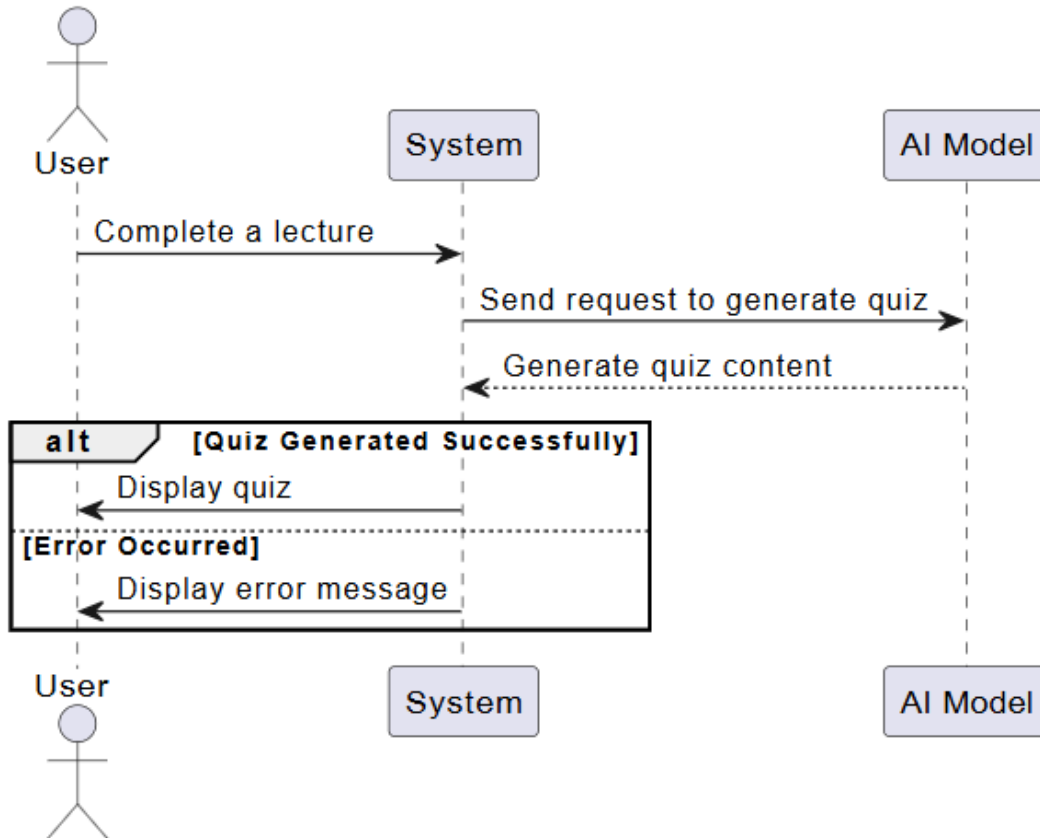 User
System
AI Model
Complete a lecture
Send request to generate quiz
Generate quiz content
alt
[Quiz Generated Successfully]
Display quiz
[Error Occurred]
Display error message
User
System
AI Model